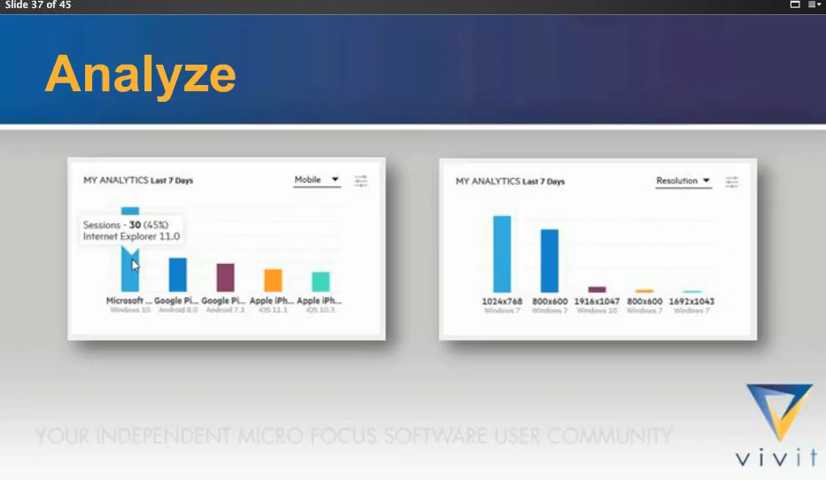 Slide 37 of 45
Analyze
MY ANALYTICS Last 7 Days
Mobile
Sessions - 30 (45%)
Internet Explorer 11.0
Microsoft ... Google Pi... Google Pi... Apple iPh... Apple iPh...
Windows 10 Android 8.0 Android 7.1 iOS 11.1 iOS 10.3
MY ANALYTICS Last 7 Days
Resolution
1024x768 800x600 1916x1047 800x600 1692x1043
Windows 7 Windows 7 Windows 10 Windows 7 Windows 7
YOUR INDEPENDENT MICRO FOCUS SOFTWARE USER COMMUNITY
vivit